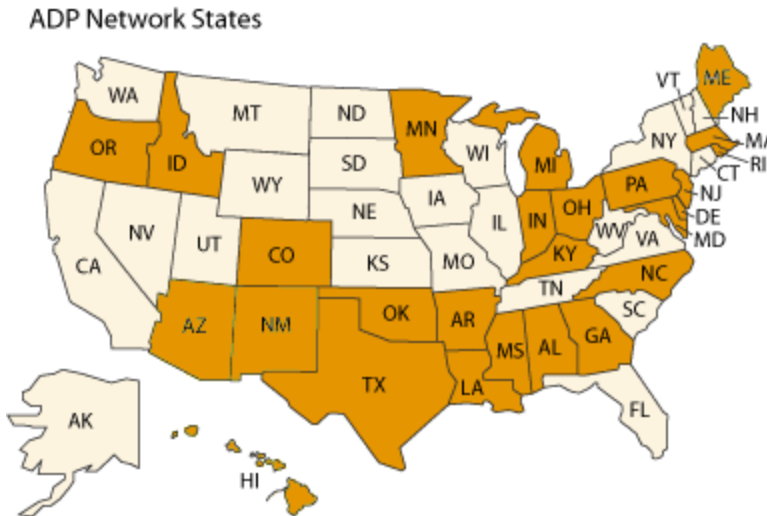 ADP Network States
WA
MT
ND
MN
VT
ME
NH
MA
RI
CT
NY
OR
ID
SD
WI
MI
WY
IA
PA
NJ
NE
IL
IN
OH
DE
MD
NV
UT
CO
KS
MO
KY
WV
VA
CA
TN
NC
AZ
NM
OK
AR
SC
MS
AL
GA
TX
LA
AK
FL
HI